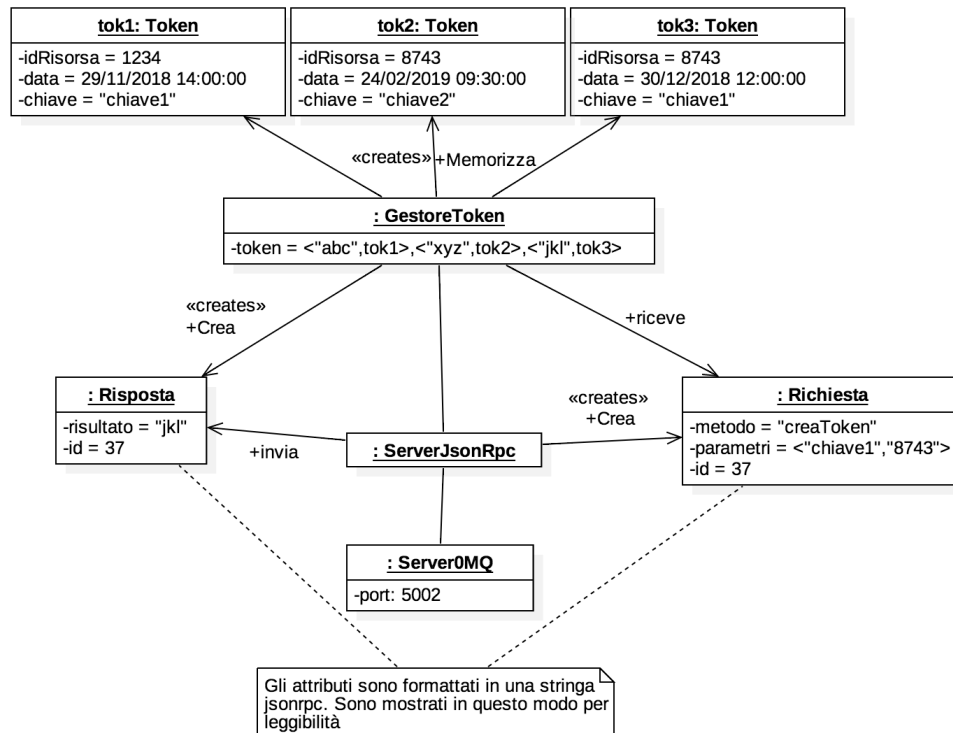 tok1: Token
-idRisorsa = 1234
-data = 29/11/2018 14:00:00
-chiave = "chiave1"
tok2: Token
-idRisorsa = 8743
-data = 24/02/2019 09:30:00
-chiave = "chiave2"
tok3: Token
-idRisorsa = 8743
-data = 30/12/2018 12:00:00
-chiave = "chiave1"
«creates»
+Memorizza
: GestoreToken
-token = <"abc",tok1>,<"xyz",tok2>,<"jkl",tok3>
«creates»
+Crea
+riceve
: Risposta
-risultato = "jkl"
-id = 37
+invia
: ServerJsonRpc
«creates»
+Crea
: Richiesta
-metodo = "creaToken"
-parametri = <"chiave1","8743">
-id = 37
: Server0MQ
-port: 5002
Gli attributi sono formattati in una stringa
jsonrpc. Sono mostrati in questo modo per
leggibilità